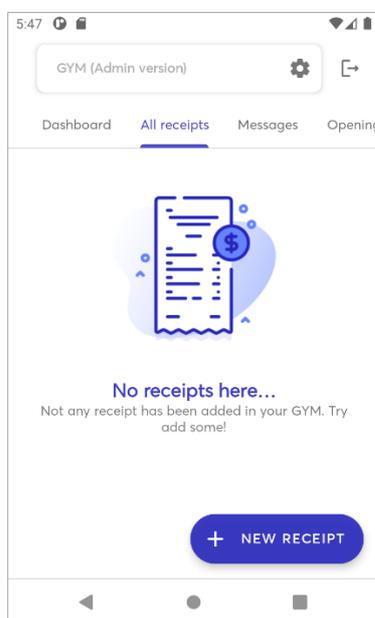 5:47
GYM (Admin version)
Dashboard All receipts Messages Opening
$
No receipts here...
Not any receipt has been added in your GYM. Try
add some!
+ NEW RECEIPT